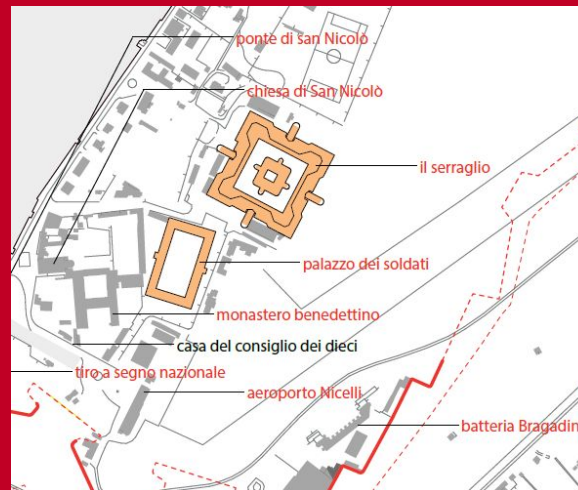 ponte di san Nicolò
chiesa di San Nicolò
il serraglio
palazzo dei soldati
monastero benedettino
casa del consiglio dei dieci
tiro a segno nazionale
aeroporto Nicelli
batteria Bragadin